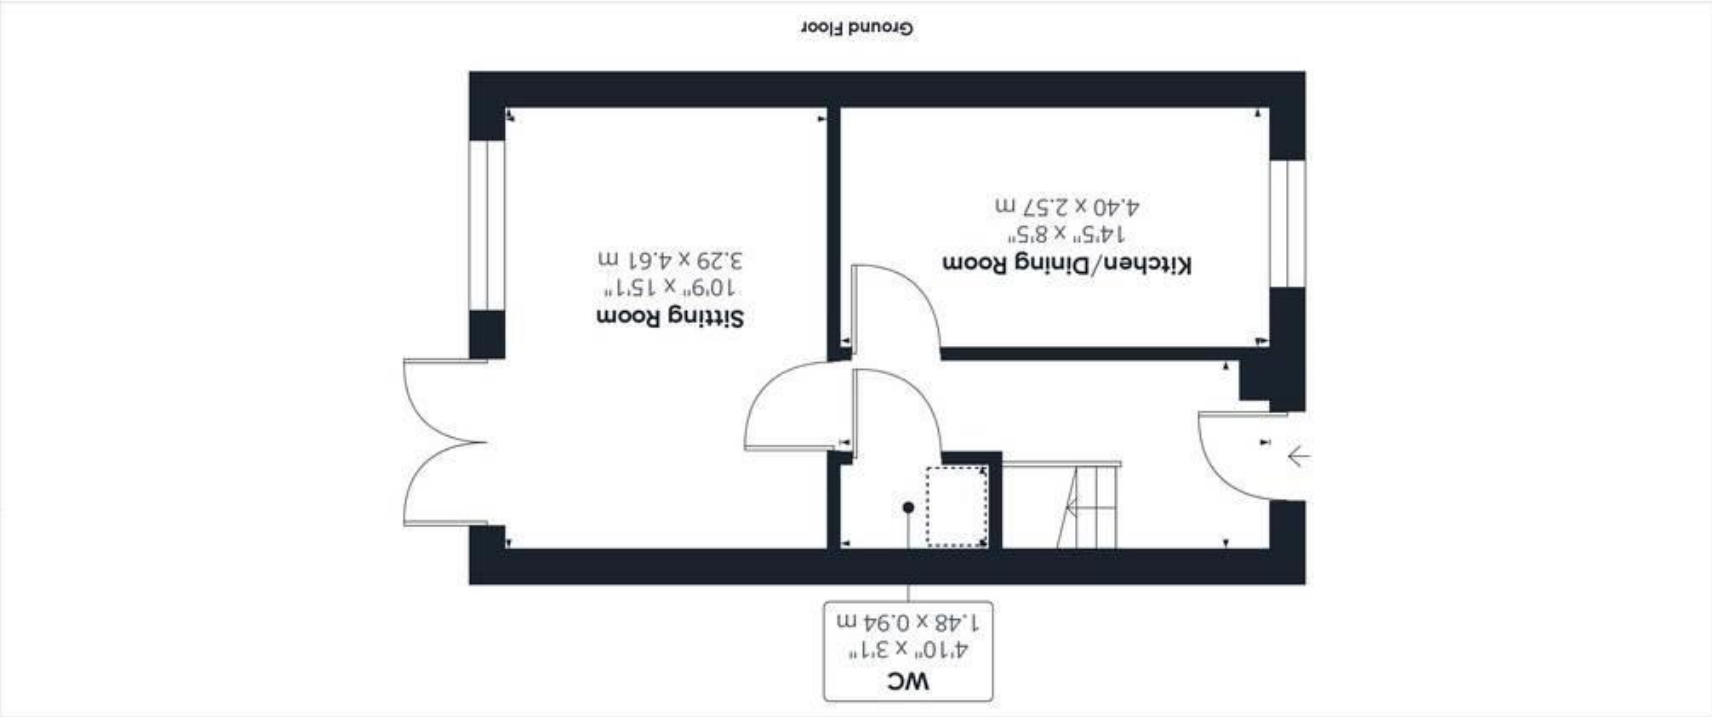 WC
4'10" x 3'1"
1.48 x 0.94 m
Kitchen/Dining Room
14'5" x 8'5"
4.40 x 2.57 m
Sitting Room
10'9" x 15'1"
3.29 x 4.61 m
Ground Floor